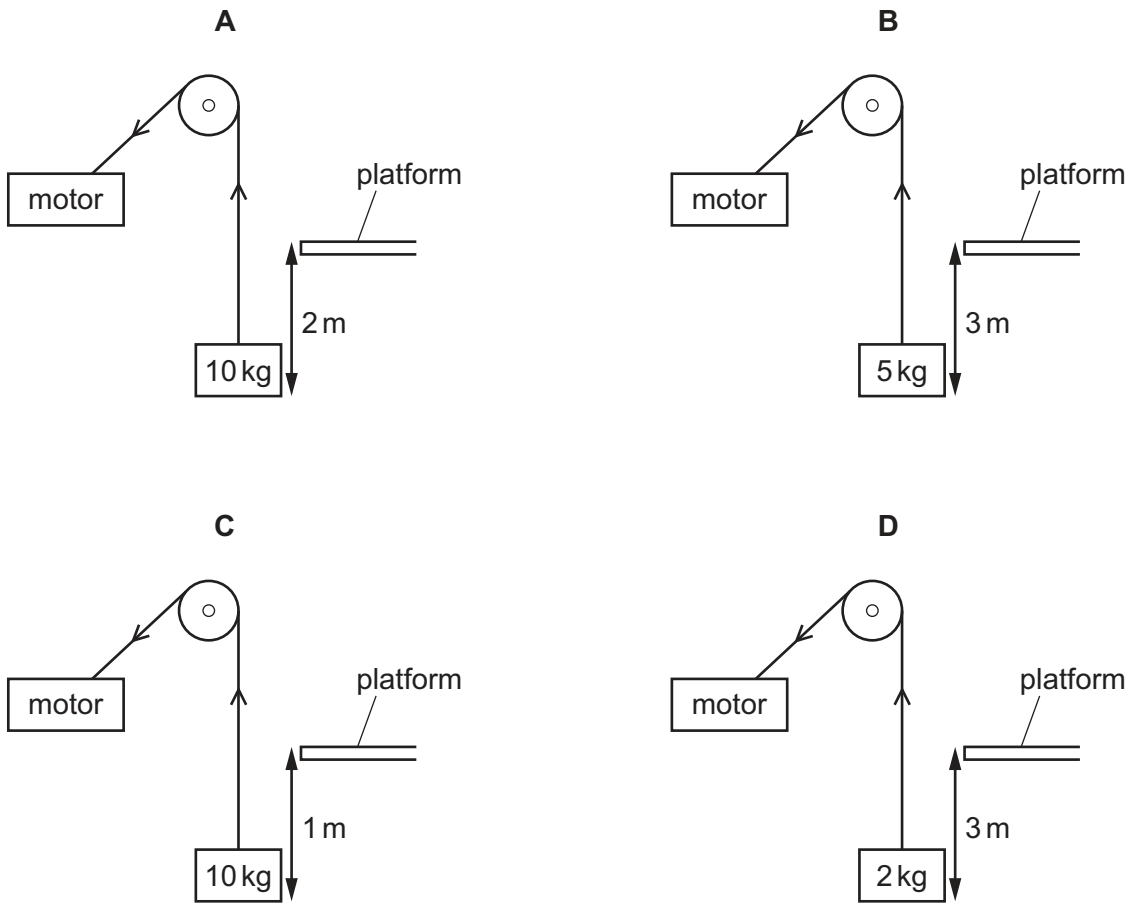 A
platform
motor
2 m
10 kg
B
platform
motor
3 m
5 kg
C
platform
motor
1 m
10 kg
D
platform
motor
3 m
2 kg